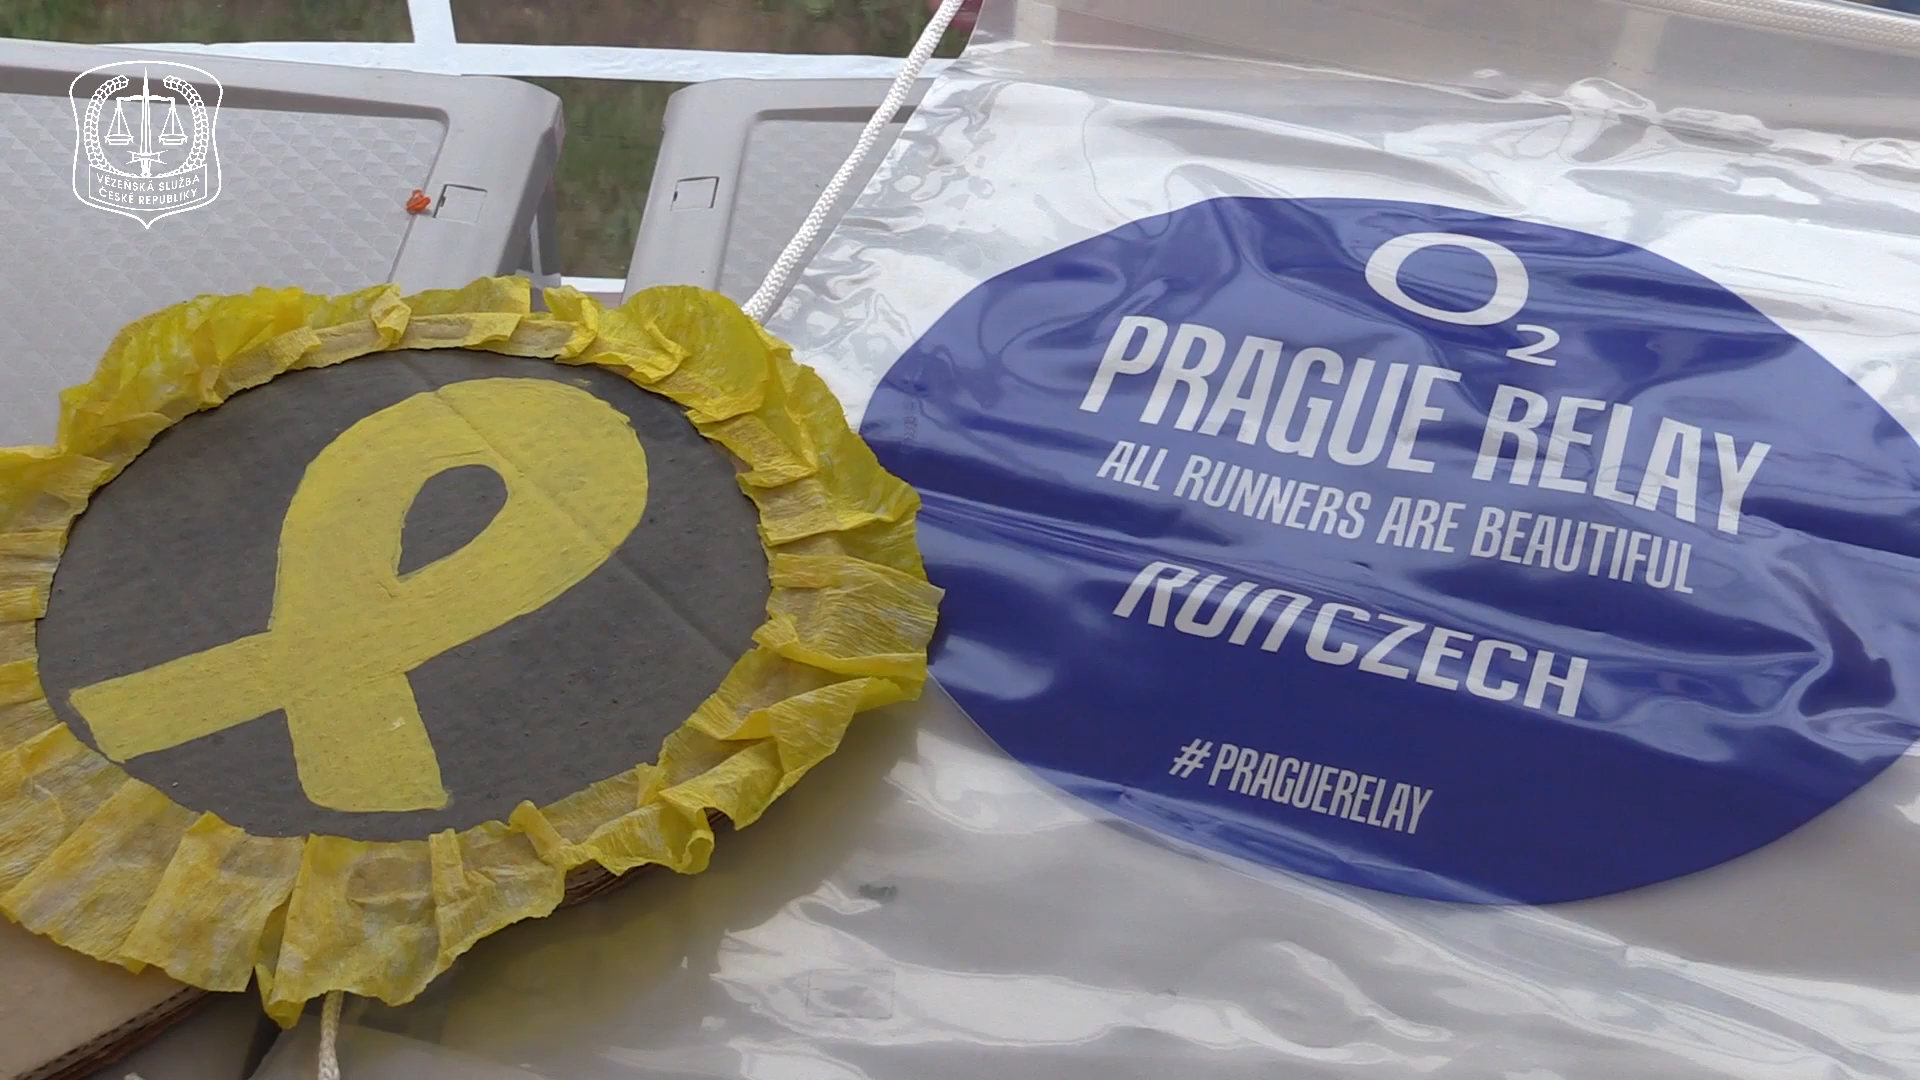 VĚZEŇSKÁ SLUŽBA
ČESKÉ REPUBLIKY
O2
PRAGUE RELAY
ALL RUNNERS ARE BEAUTIFUL
RUNCZECH
#PRAGUERELAY